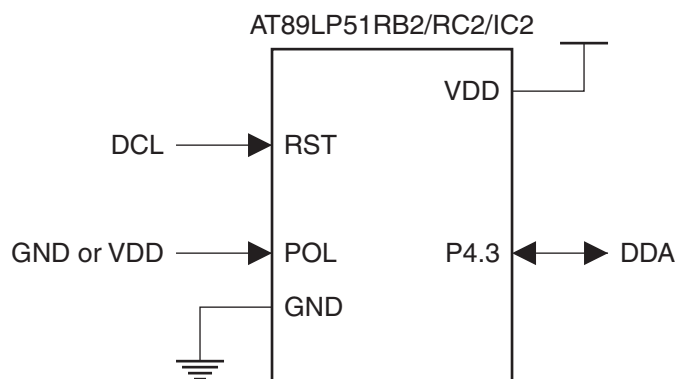 AT89LP51RB2/RC2/IC2
VDD
DCL RST
GND or VDD POL P4.3 DDA
GND